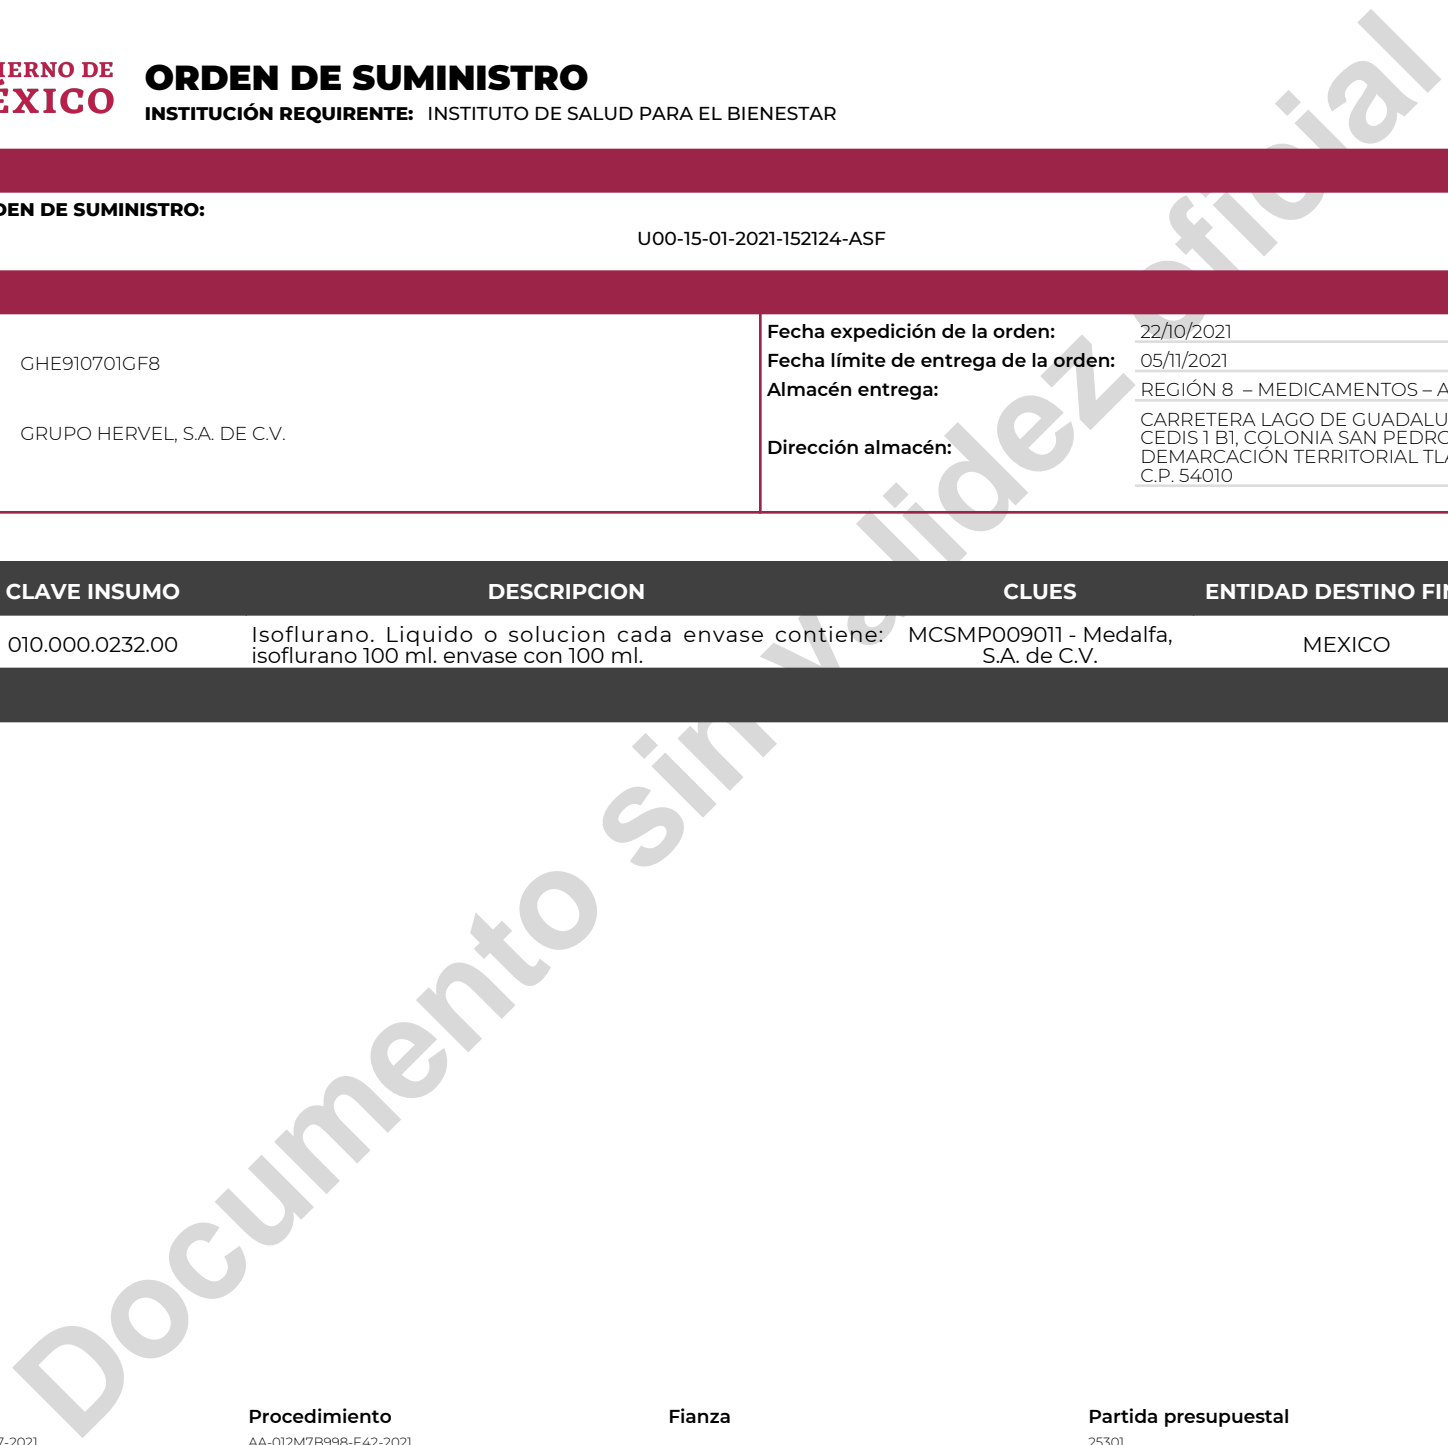 IERNO DE
ÉXICO
ORDEN DE SUMINISTRO
INSTITUCIÓN REQUIRENTE: INSTITUTO DE SALUD PARA EL BIENESTAR
DEN DE SUMINISTRO:
U00-15-01-2021-152124-ASF
GHE910701GF8
GRUPO HERVEL, S.A. DE C.V.
Fecha expedición de la orden: 22/10/2021
Fecha límite de entrega de la orden: 05/11/2021
Almacén entrega: REGIÓN 8 – MEDICAMENTOS – A
Dirección almacén:
CARRETERA LAGO DE GUADALU
CEDIS 1 B1, COLONIA SAN PEDRO
DEMARCACIÓN TERRITORIAL TLA
C.P. 54010
CLAVE INSUMO DESCRIPCION CLUES ENTIDAD DESTINO FIN
010.000.0232.00
Isoflurano. Liquido o solucion cada envase contiene:
isoflurano 100 ml. envase con 100 ml.
MCSMP009011 - Medalfa,
S.A. de C.V.
MEXICO
Documento sin validez oficial
Procedimiento Fianza Partida presupuestal
7-2021 AA-012M7B998-E42-2021 25301